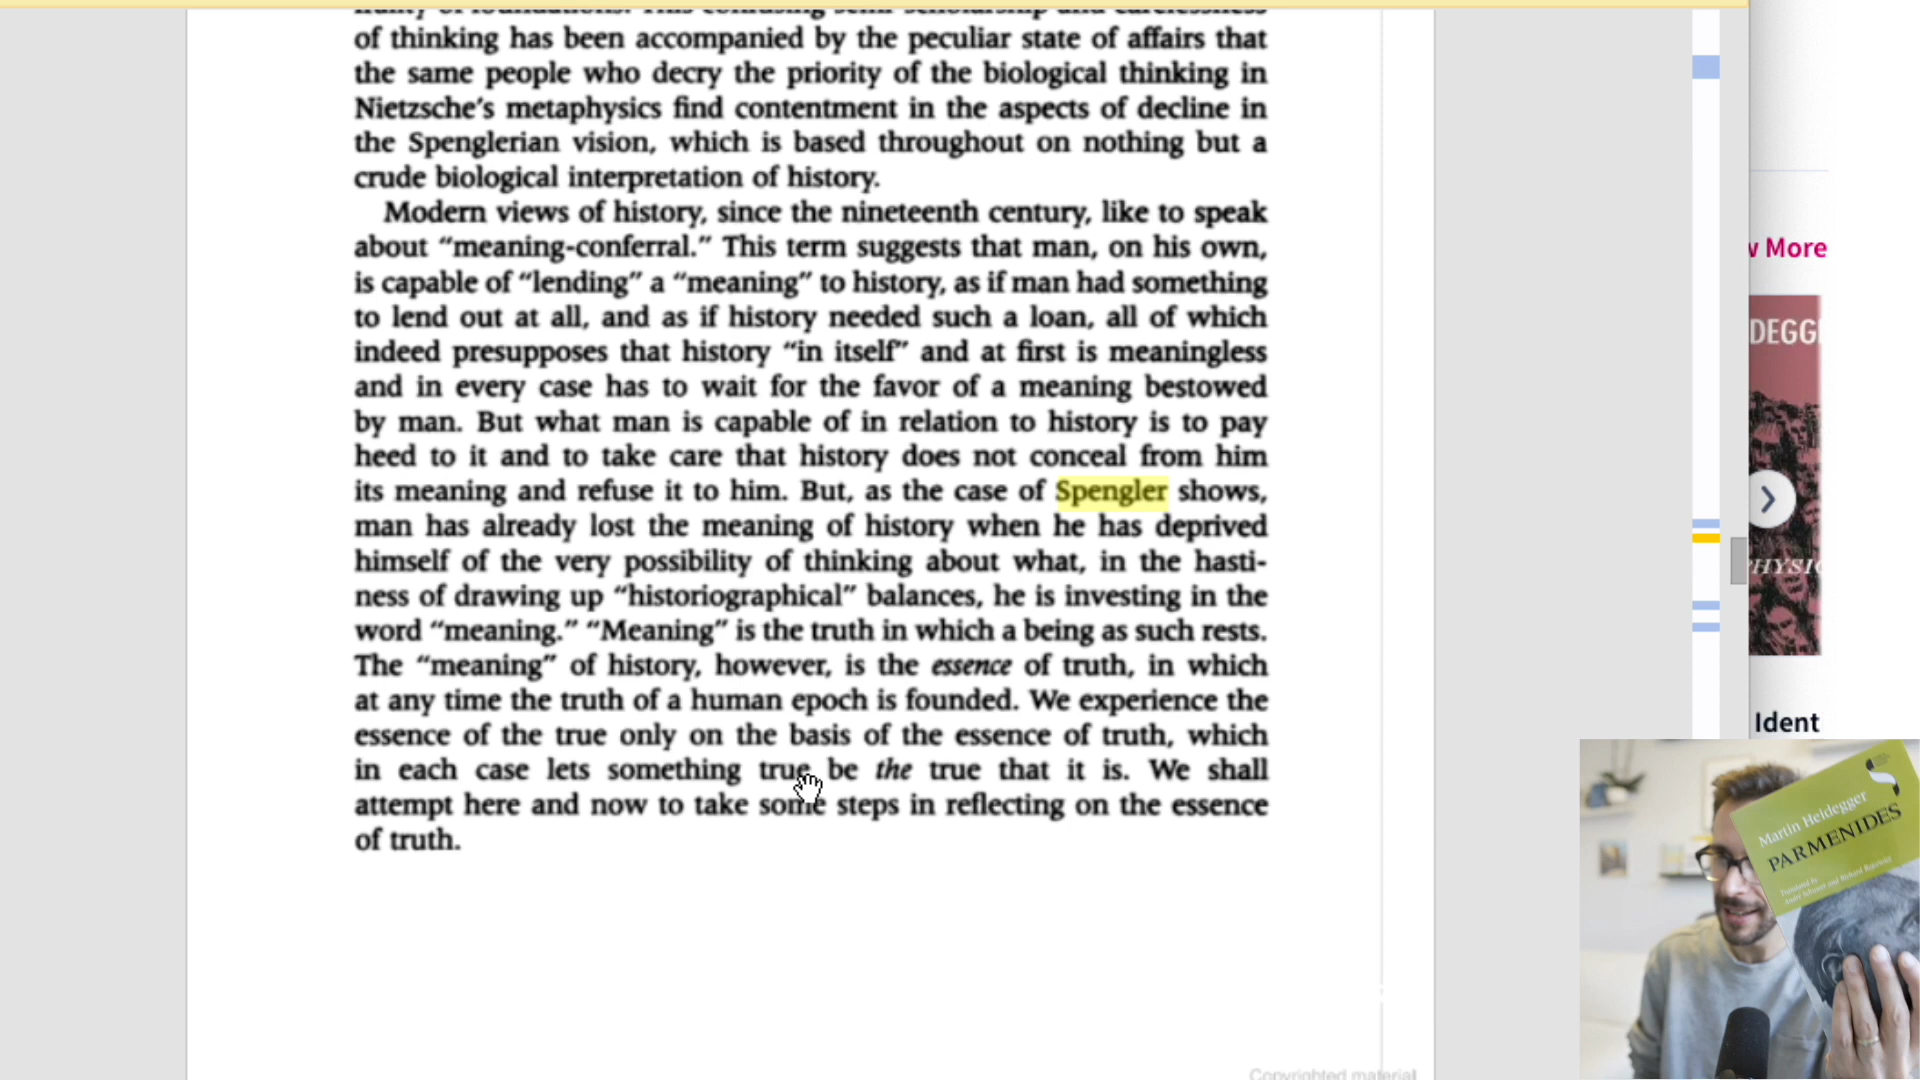 of thinking has been accompanied by the peculiar state of affairs that
the same people who decry the priority of the biological thinking in
Nietzsche's metaphysics find contentment in the aspects of decline in
the Spenglerian vision, which is based throughout on nothing but a
crude biological interpretation of history.
Modern views of history, since the nineteenth century, like to speak
about “meaning-conferral.” This term suggests that man, on his own,
is capable of “lending” a “meaning” to history, as if man had something
to lend out at all, and as if history needed such a loan, all of which
indeed presupposes that history “in itself” and at first is meaningless
and in every case has to wait for the favor of a meaning bestowed
by man. But what man is capable of in relation to history is to pay
heed to it and to take care that history does not conceal from him
its meaning and refuse it to him. But, as the case of Spengler shows,
man has already lost the meaning of history when he has deprived
himself of the very possibility of thinking about what, in the hasti-
ness of drawing up “historiographical” balances, he is investing in the
word “meaning.” “Meaning” is the truth in which a being as such rests.
The “meaning” of history, however, is the essence of truth, in which
at any time the truth of a human epoch is founded. We experience the
essence of the true only on the basis of the essence of truth, which
in each case lets something true be the true that it is. We shall
attempt here and now to take some steps in reflecting on the essence
of truth.
Copyrighted material
w More
DEGG
HYSI
Ident
Martin Heidegger
PARMENIDES